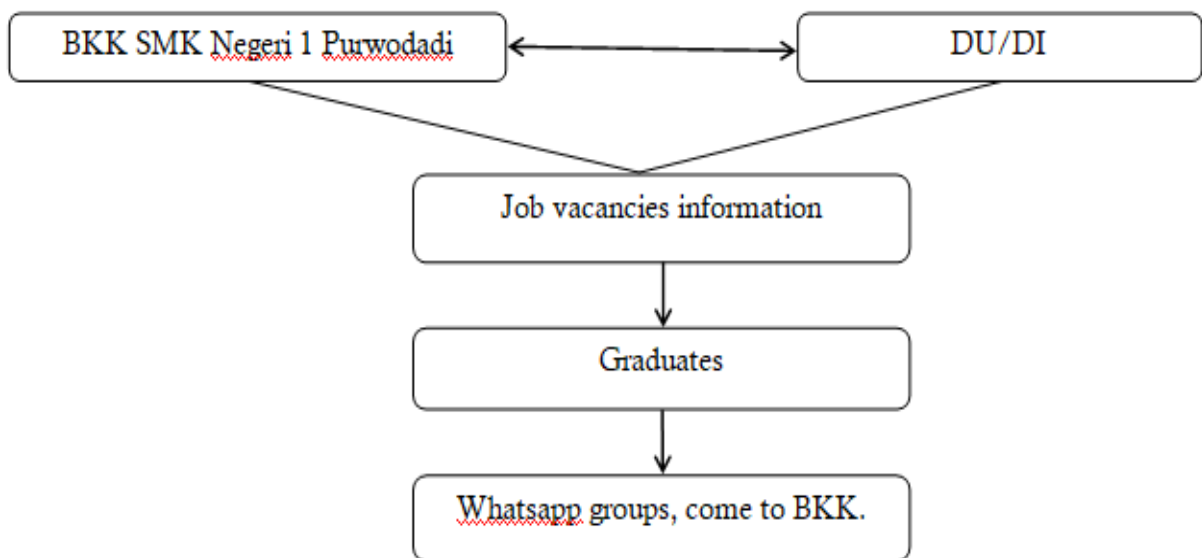 BKK SMK Negeri 1 Purwodadi
DU/DI
Job vacancies information
Graduates
Whatsapp groups, come to BKK.